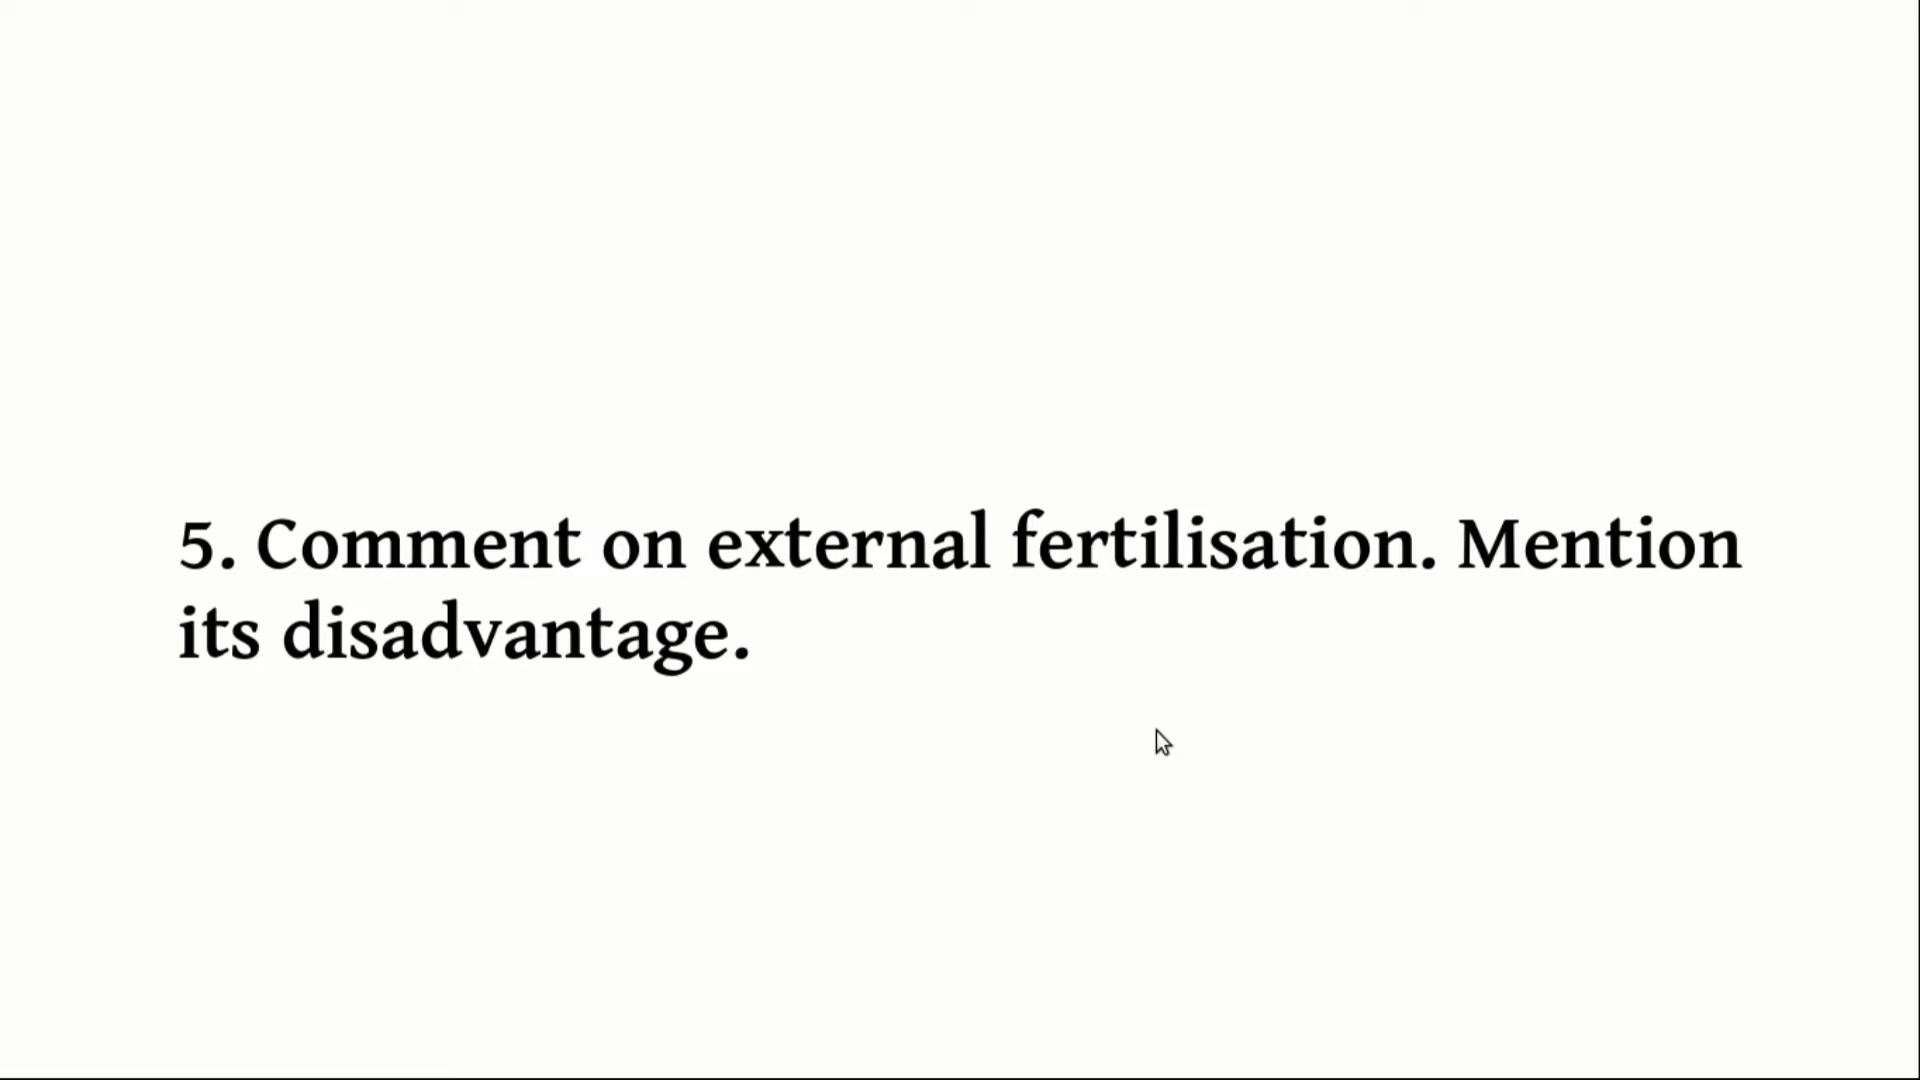 5. Comment on external fertilisation. Mention
its disadvantage.